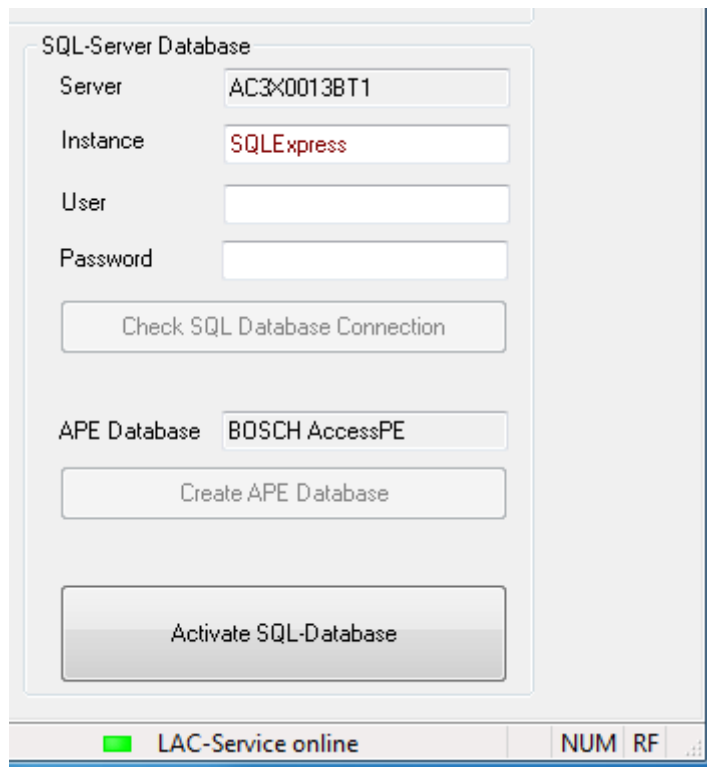 SQL-Server Database
Server AC3X0013BT1
Instance SQLExpress
User
Password
Check SQL Database Connection
APE Database BOSCH AccessPE
Create APE Database
Activate SQL-Database
LAC-Service online NUM RF